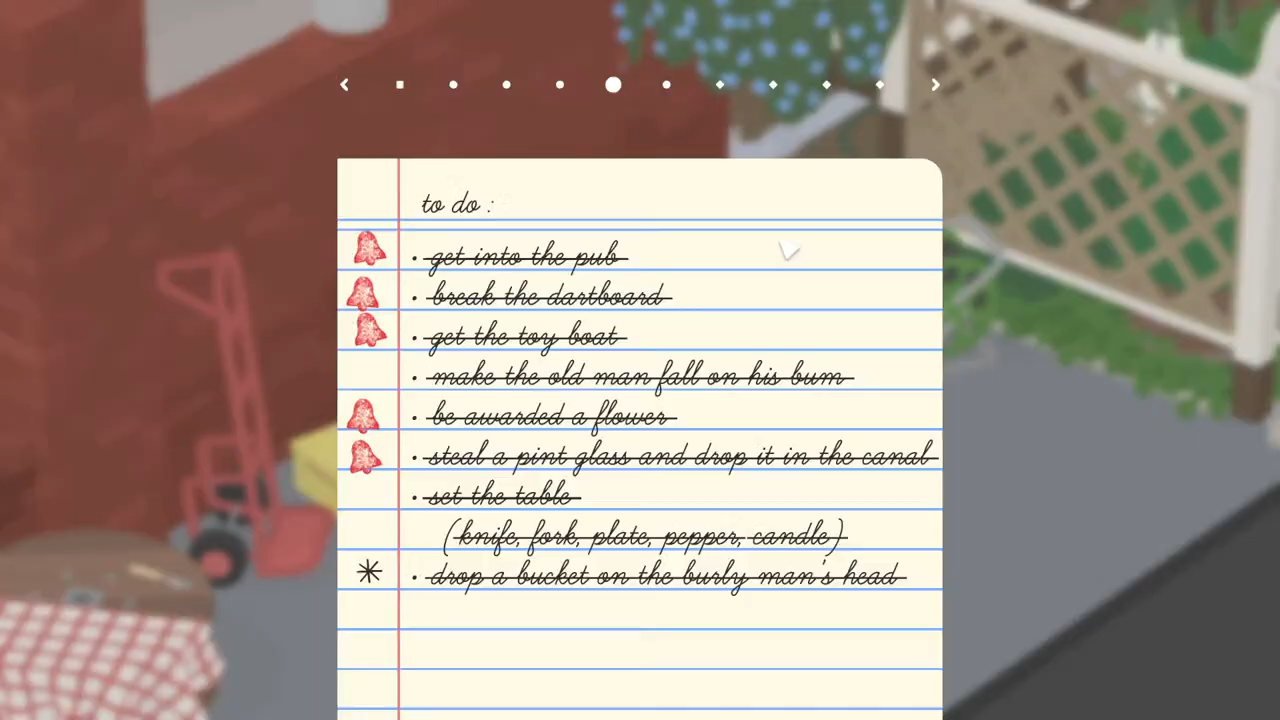 to do :
• get into the pub
• break the dartboard
• get the toy boat
• make the old man fall on his bum
• be awarded a flower
• steal a pint glass and drop it in the canal
• set the table
(knife, fork, plate, pepper, candle)
• drop a bucket on the burly man's head